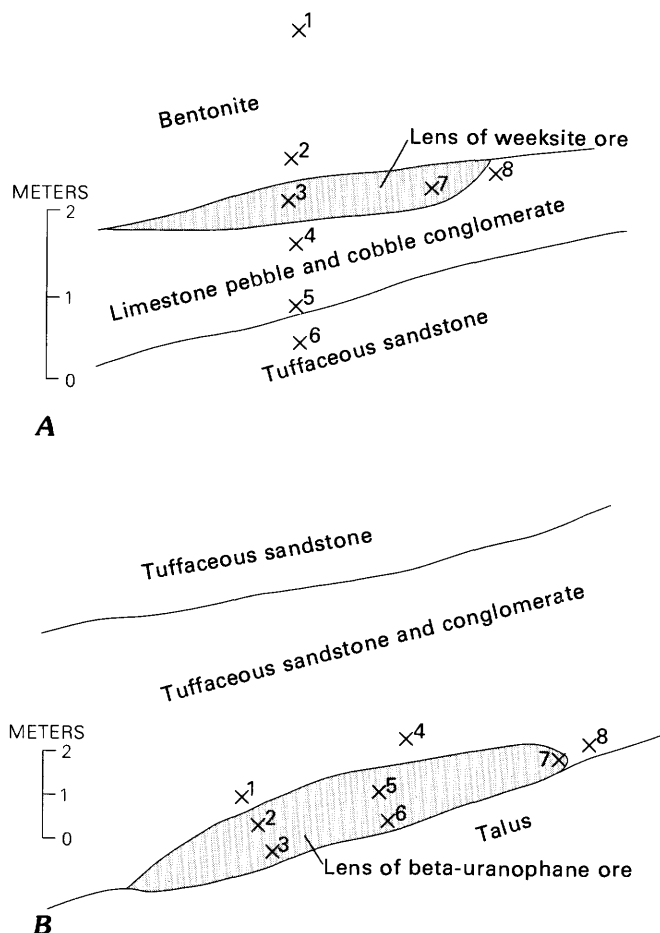 1
Bentonite
Lens of weeksite ore
2
METERS
3
7
8
2
4
Limestone pebble and cobble conglomerate
1
5
6
Tuffaceous sandstone
0
A
Tuffaceous sandstone
Tuffaceous sandstone and conglomerate
METERS
4
8
2
7
1
5
1
2
6
0
3
Talus
Lens of beta-uranophane ore
B